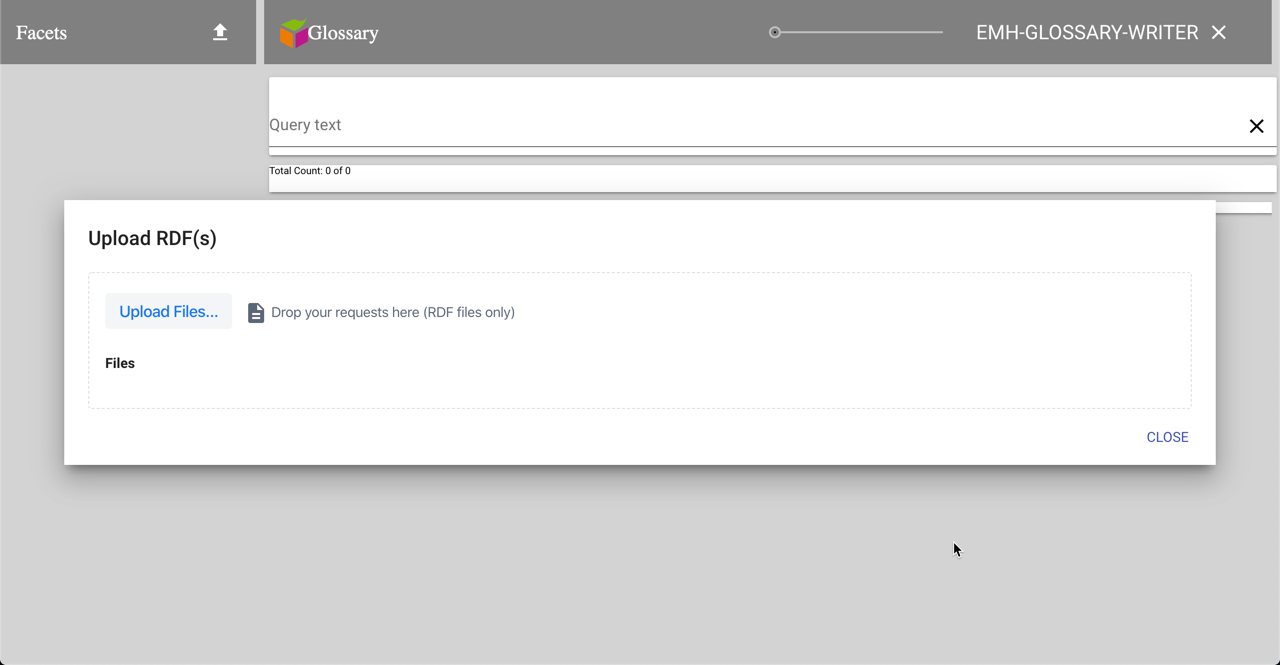 Facets
Glossary
EMH-GLOSSARY-WRITER
Query text
Total Count: 0 of 0
Upload RDF(s)
Upload Files...
Drop your requests here (RDF files only)
Files
CLOSE